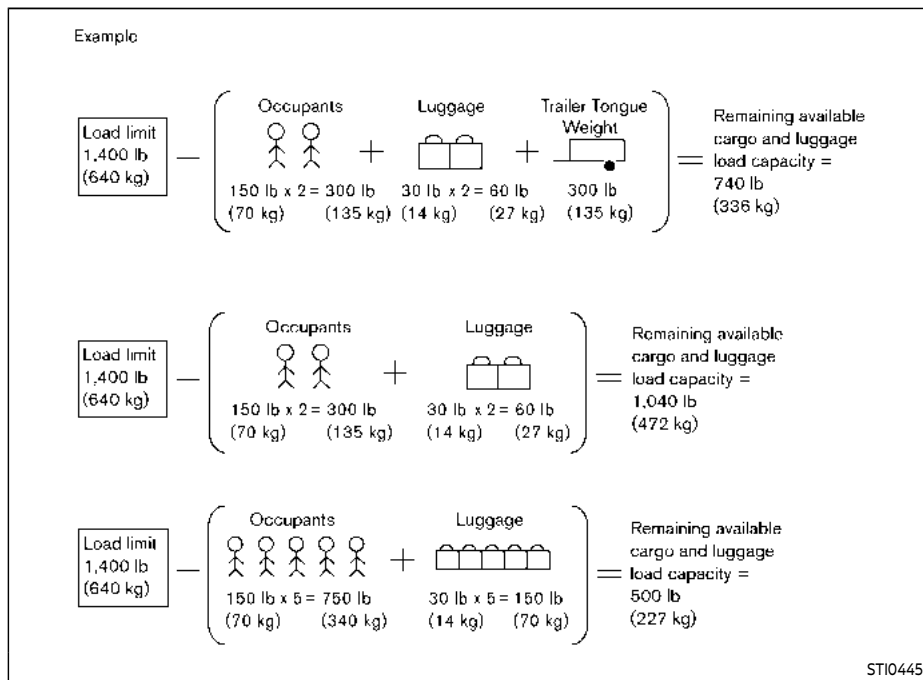 Example
Occupants Luggage Trailer Tongue
Weight
Load limit
1,400 lb
(640 kg)
−
+
+
=
150 lb x 2 = 300 lb 30 lb x 2 = 60 lb 300 lb
(70 kg) (135 kg) (14 kg) (27 kg) (135 kg)
Remaining available
cargo and luggage
load capacity =
740 lb
(336 kg)
Occupants Luggage
Load limit
1,400 lb
(640 kg)
−
+
=
150 lb x 2 = 300 lb 30 lb x 2 = 60 lb
(70 kg) (135 kg) (14 kg) (27 kg)
Remaining available
cargo and luggage
load capacity =
1,040 lb
(472 kg)
Occupants Luggage
Load limit
1,400 lb
(640 kg)
−
+
=
150 lb x 5 = 750 lb 30 lb x 5 = 150 lb
(70 kg) (340 kg) (14 kg) (70 kg)
Remaining available
cargo and luggage
load capacity =
500 lb
(227 kg)
STI0445